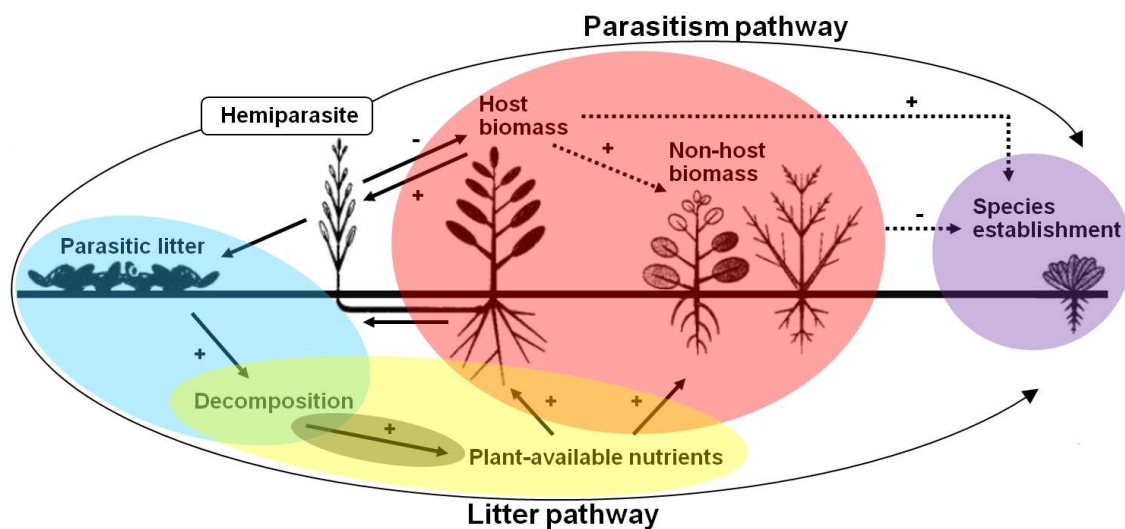 Parasitism pathway
Hemiparasite
Host
biomass
+
-
+
+
Non-host
biomass
-
Species
establishment
Parasitic litter
+
Decomposition
+
+
+
Plant-available nutrients
Litter pathway